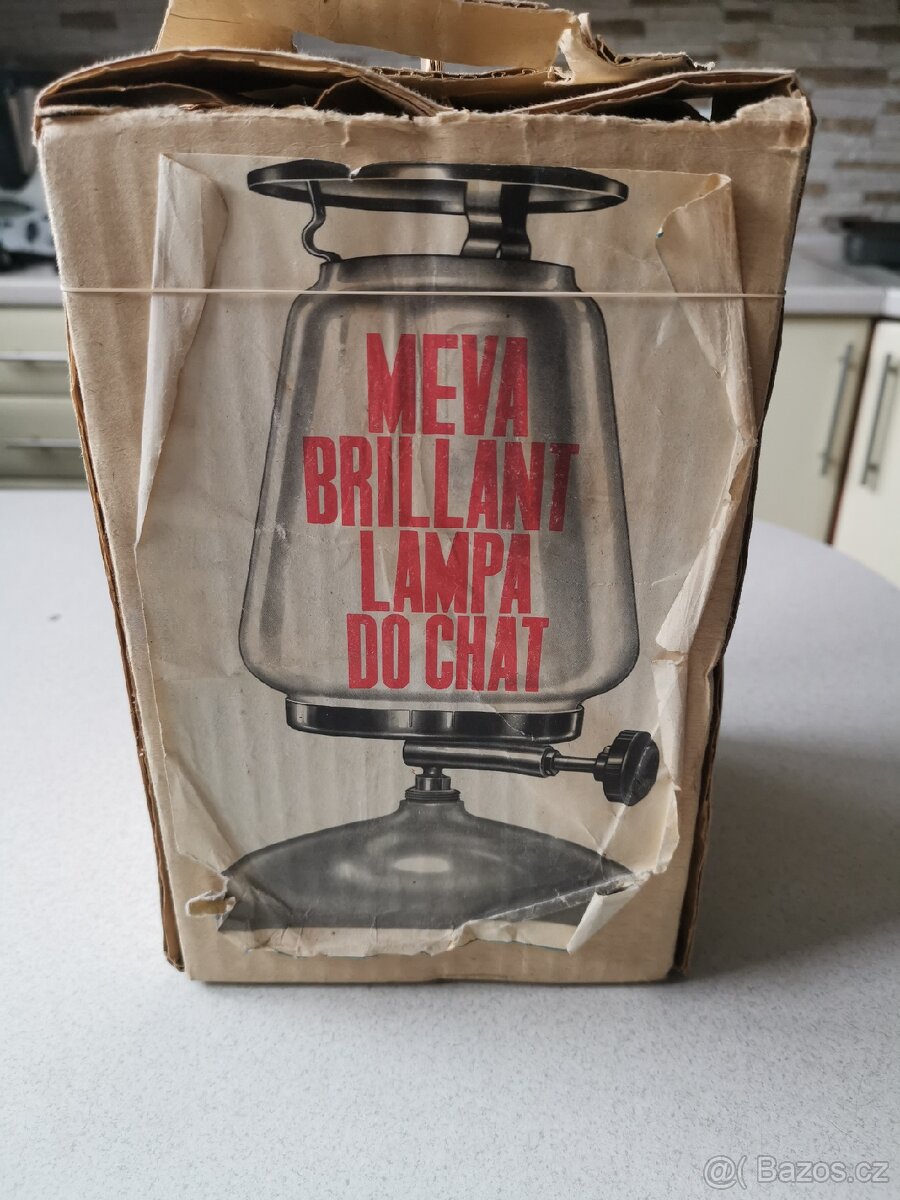 MEVA
BRILLANT
LAMPA
DO CHAT
@( Bazos.cz